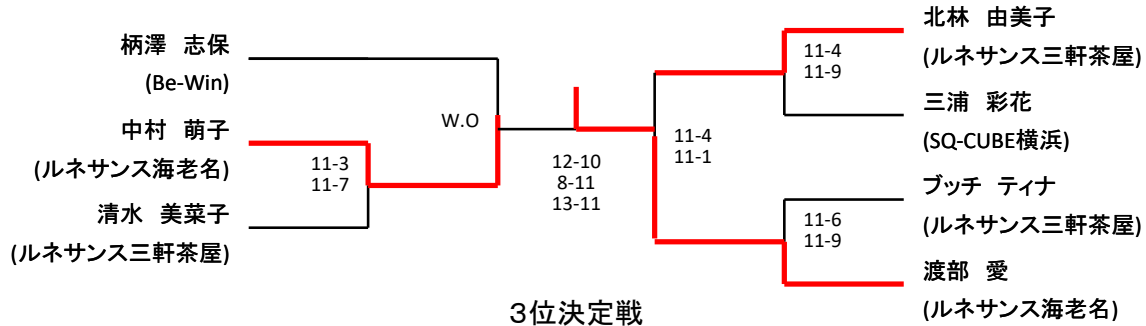 柄澤　志保
(Be-Win)
中村　萌子
(ルネサンス海老名)
清水　美菜子
(ルネサンス三軒茶屋)
11-3
11-7
W.O
12-10
8-11
13-11
11-4
11-1
11-4
11-9
11-6
11-9
北林　由美子
(ルネサンス三軒茶屋)
三浦　彩花
(SQ-CUBE横浜)
ブッチ　ティナ
(ルネサンス三軒茶屋)
渡部　愛
(ルネサンス海老名)
３位決定戦